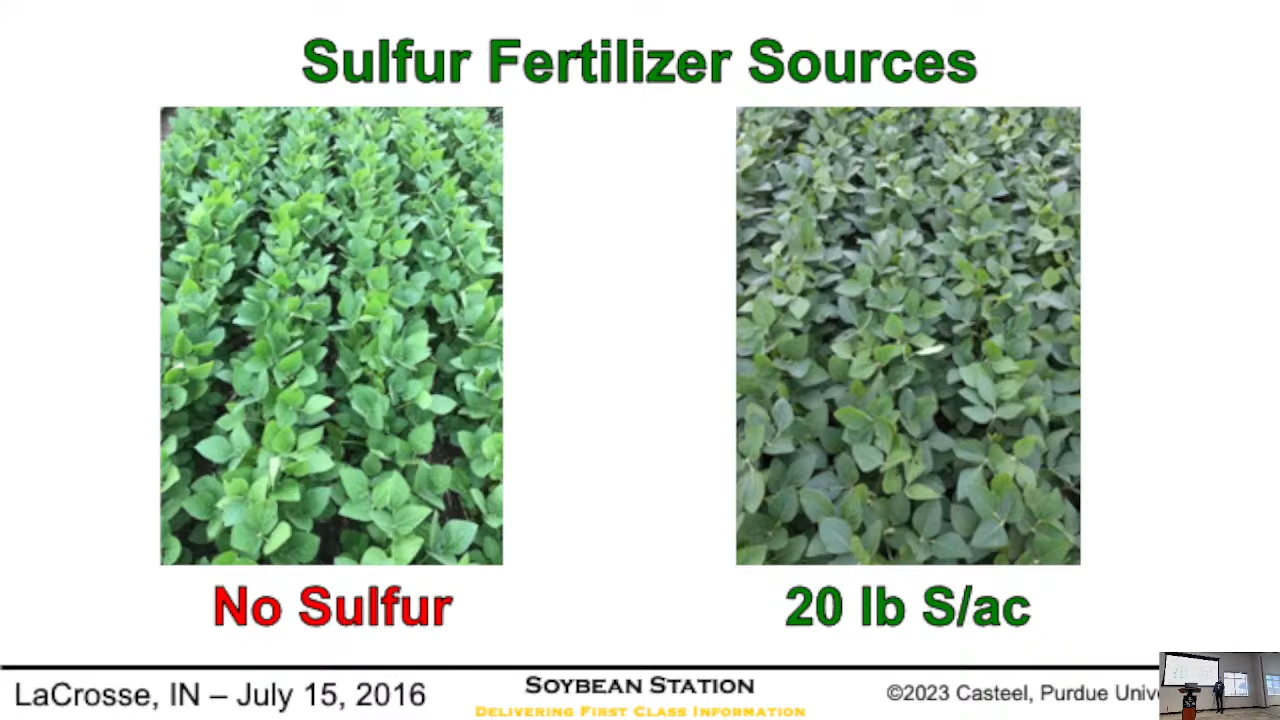 Sulfur Fertilizer Sources
No Sulfur
20 lb S/ac
LaCrosse, IN – July 15, 2016
SOYBEAN STATION
DELIVERING FIRST CLASS INFORMATION
©2023 Casteel, Purdue